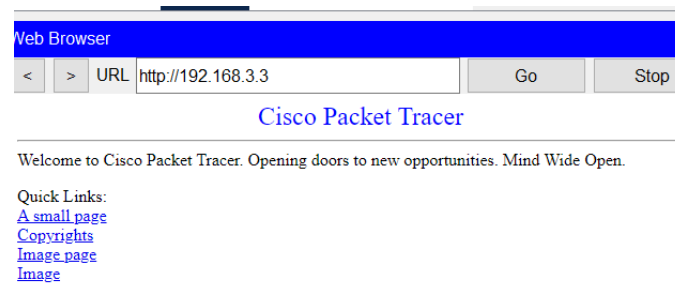 Web Browser
< > URL http://192.168.3.3 Go Stop
Cisco Packet Tracer
Welcome to Cisco Packet Tracer. Opening doors to new opportunities. Mind Wide Open.
Quick Links:
A small page
Copyrights
Image page
Image